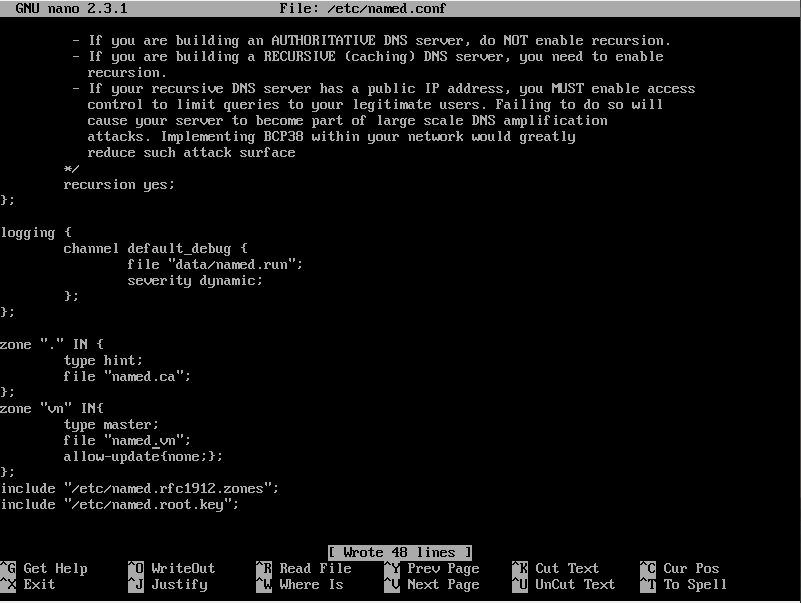 GNU nano 2.3.1 File: /etc/named.conf
- If you are building an AUTHORITATIVE DNS server, do NOT enable recursion.
- If you are building a RECURSIVE (caching) DNS server, you need to enable
recursion.
- If your recursive DNS server has a public IP address, you MUST enable access
control to limit queries to your legitimate users. Failing to do so will
cause your server to become part of large scale DNS amplification
attacks. Implementing BCP38 within your network would greatly
reduce such attack surface
*/
recursion yes;
};
logging {
channel default_debug {
file "data/named.run";
severity dynamic;
};
};
zone "." IN {
type hint;
file "named.ca";
};
zone "vn" IN{
type master;
file "named.vn";
allow-update{none;};
};
include "/etc/named.rfc1912.zones";
include "/etc/named.root.key";
[ Wrote 48 lines ]
^G Get Help ^O WriteOut ^R Read File ^Y Prev Page ^K Cut Text ^C Cur Pos
^X Exit ^J Justify ^W Where Is ^V Next Page ^U UnCut Text ^T To Spell